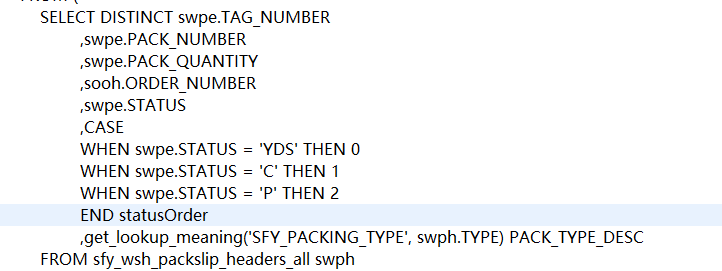 SELECT DISTINCT swpe.TAG_NUMBER
,swpe.PACK_NUMBER
,swpe.PACK_QUANTITY
,sooh.ORDER_NUMBER
,swpe.STATUS
,CASE
WHEN swpe.STATUS = 'YDS' THEN 0
WHEN swpe.STATUS = 'C' THEN 1
WHEN swpe.STATUS = 'P' THEN 2
END statusOrder
,get_lookup_meaning('SFY_PACKING_TYPE', swph.TYPE) PACK_TYPE_DESC
FROM sfy_wsh_packslip_headers_all swph